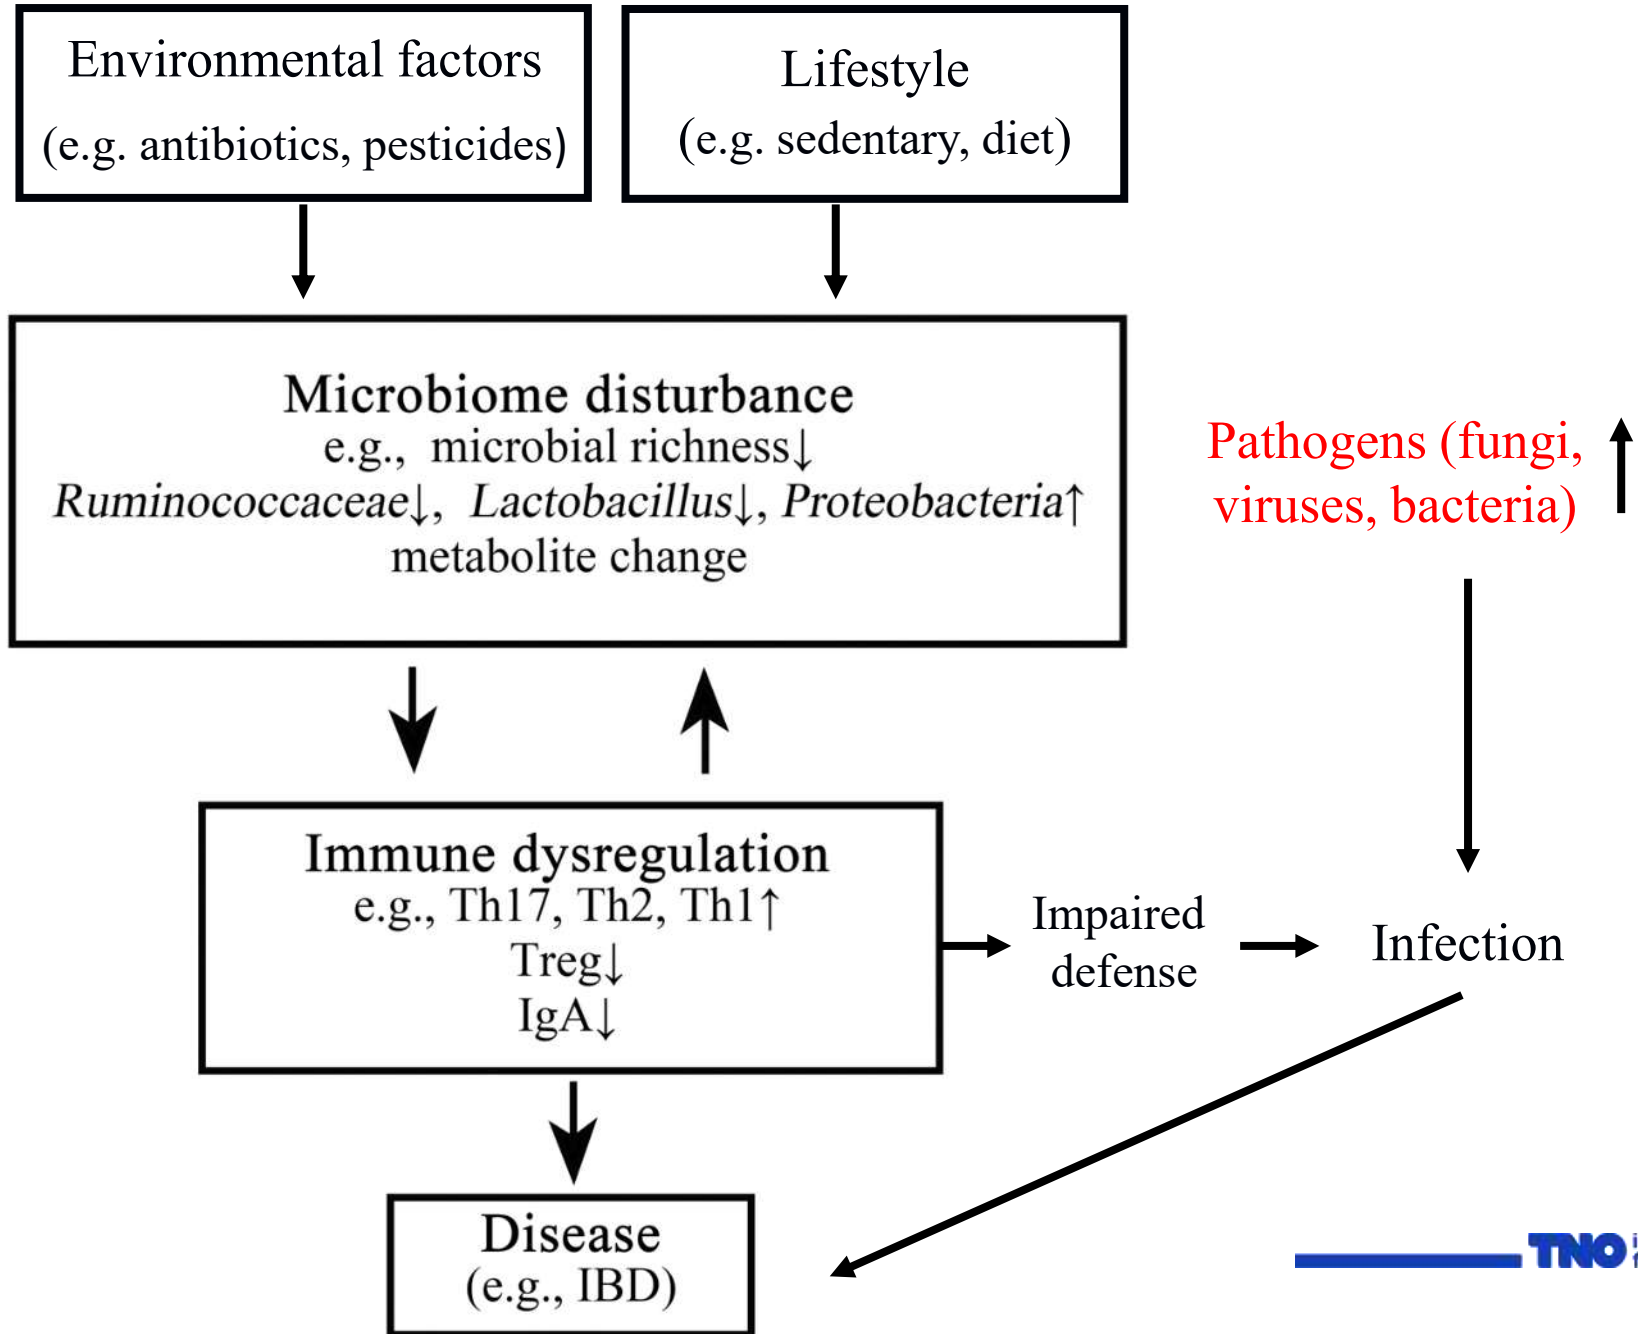 Environmental factors
(e.g. antibiotics, pesticides)
Lifestyle
(e.g. sedentary, diet)
Microbiome disturbance
e.g., microbial richness↓
Ruminococcaceae↓, Lactobacillus↓, Proteobacteria↑
metabolite change
Pathogens (fungi, ↑
viruses, bacteria)
Immune dysregulation
e.g., Th17, Th2, Th1↑
Treg↓
IgA↓
Impaired
defense
Infection
Disease
(e.g., IBD)
TNO